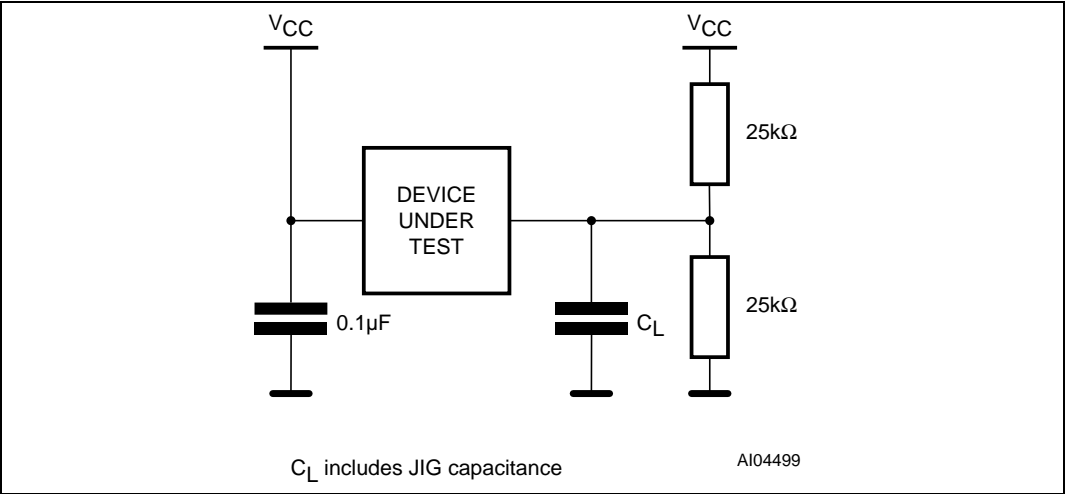 VCC
VCC
25kΩ
DEVICE
UNDER
TEST
0.1µF
CL
25kΩ
CL includes JIG capacitance
AI04499